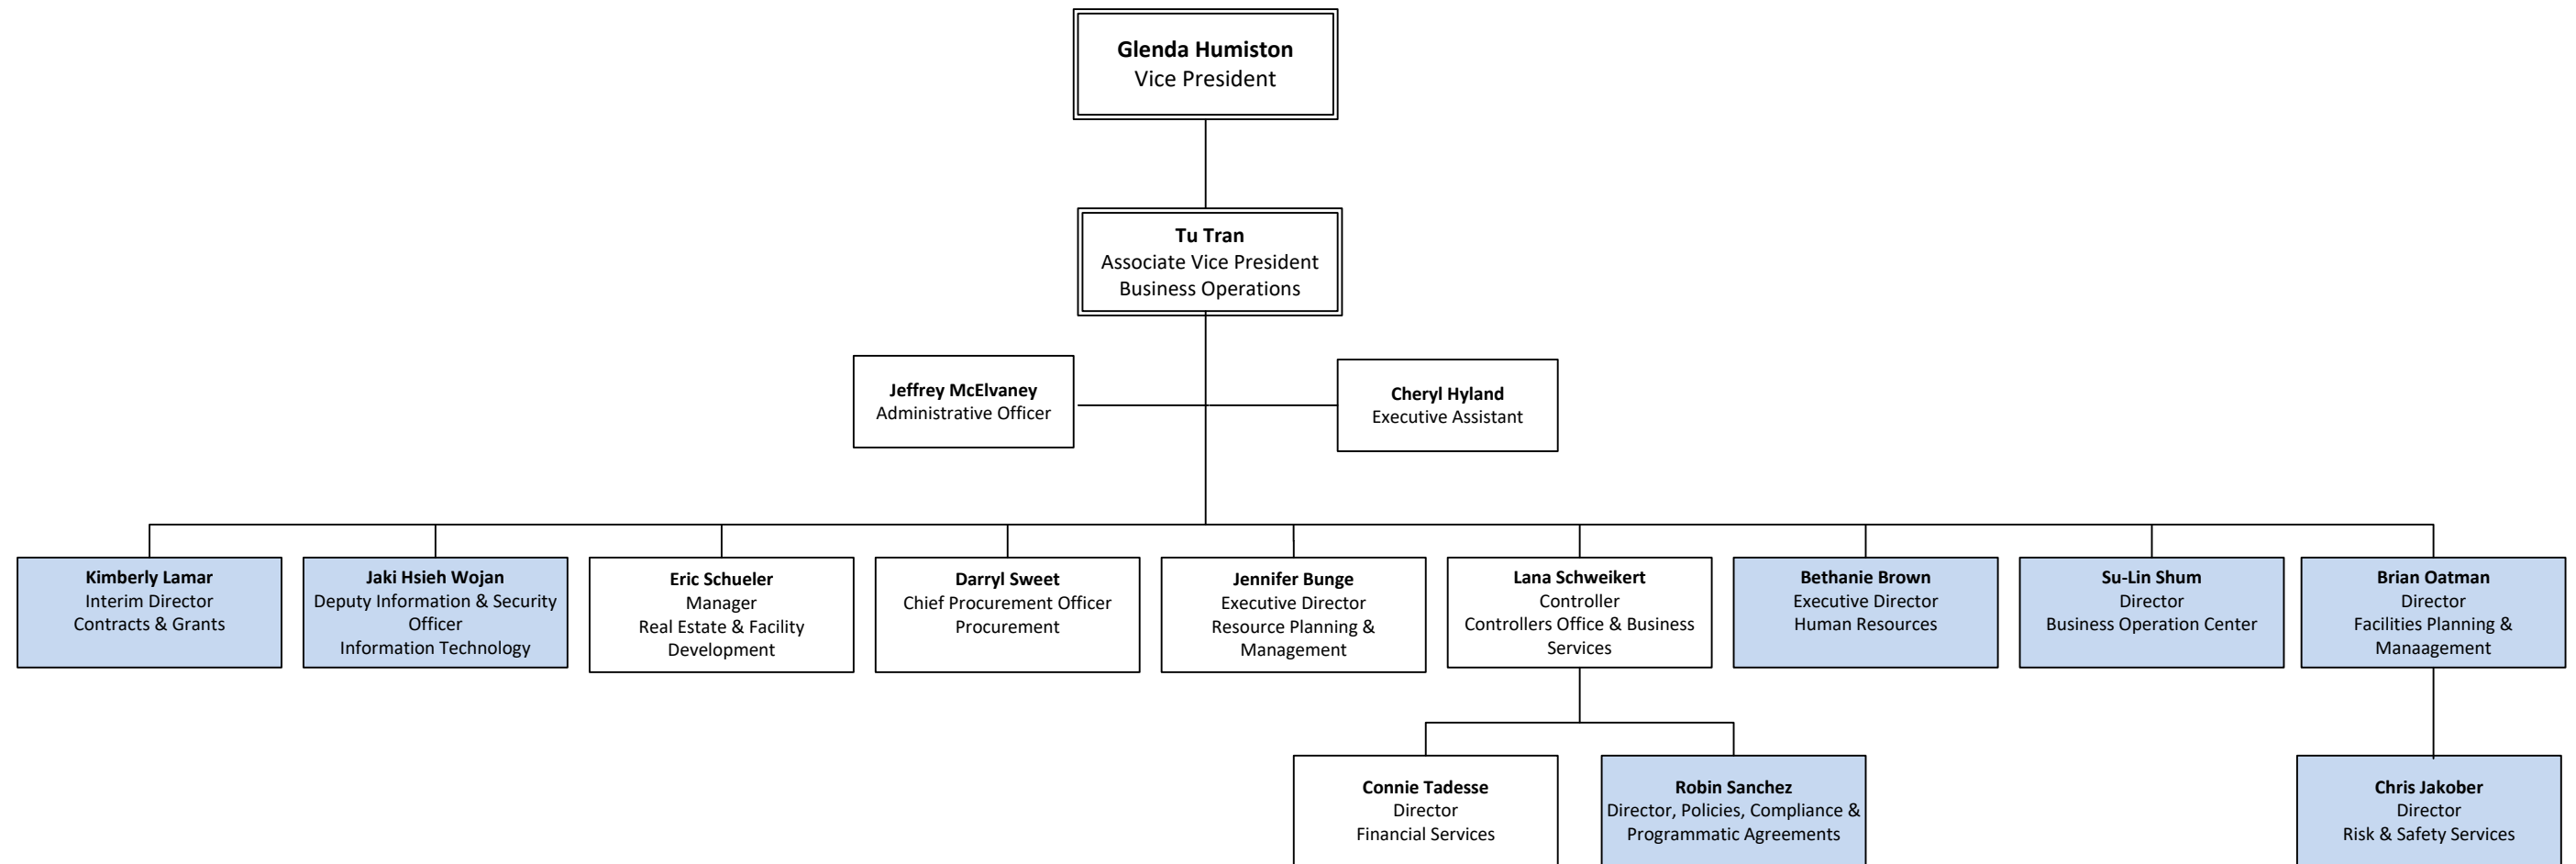 Glenda Humiston
Vice President
Tu Tran
Associate Vice President
Business Operations
Jeffrey McElvaney
Administrative Officer
Cheryl Hyland
Executive Assistant
Kimberly Lamar
Interim Director
Contracts & Grants
Jaki Hsieh Wojan
Deputy Information & Security
Officer
Information Technology
Eric Schueler
Manager
Real Estate & Facility
Development
Darryl Sweet
Chief Procurement Officer
Procurement
Jennifer Bunge
Executive Director
Resource Planning &
Management
Lana Schweikert
Controller
Controllers Office & Business
Services
Bethanie Brown
Executive Director
Human Resources
Su-Lin Shum
Director
Business Operation Center
Brian Oatman
Director
Facilities Planning &
Manaagement
Connie Tadesse
Director
Financial Services
Robin Sanchez
Director, Policies, Compliance &
Programmatic Agreements
Chris Jakober
Director
Risk & Safety Services